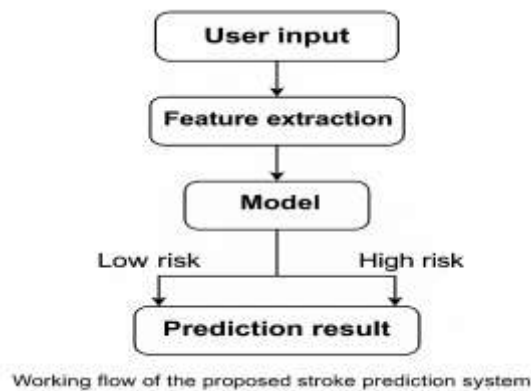 User input
Feature extraction
Model
Low risk
High risk
Prediction result
Working flow of the proposed stroke prediction system